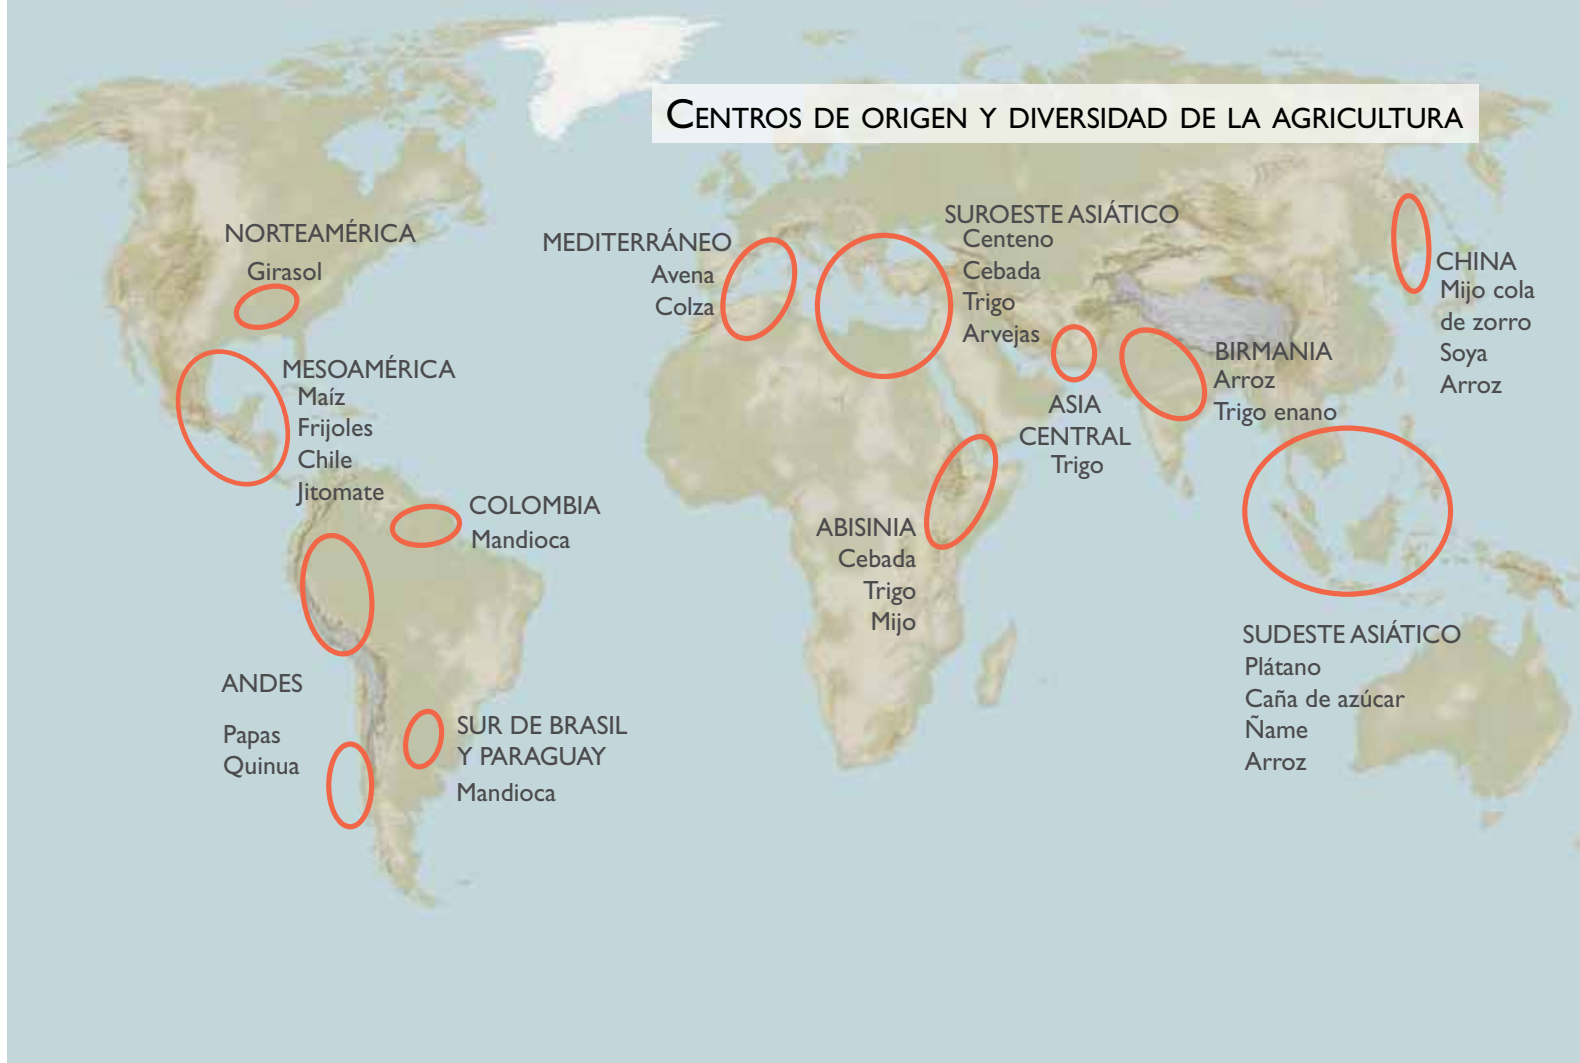 CENTROS DE ORIGEN Y DIVERSIDAD DE LA AGRICULTURA
NORTEAMÉRICA
Girasol
MESOAMÉRICA
Maíz
Frijoles
Chile
Jitomate
COLOMBIA
Mandioca
ANDES
Papas
Quinua
SUR DE BRASIL
Y PARAGUAY
Mandioca
MEDITERRÁNEO
Avena
Colza
SUROESTE ASIÁTICO
Centeno
Cebada
Trigo
Arvejas
ASIA
CENTRAL
Trigo
ABISINIA
Cebada
Trigo
Mijo
BIRMANIA
Arroz
Trigo enano
CHINA
Mijo cola
de zorro
Soya
Arroz
SUDESTE ASIÁTICO
Plátano
Caña de azúcar
Ñame
Arroz